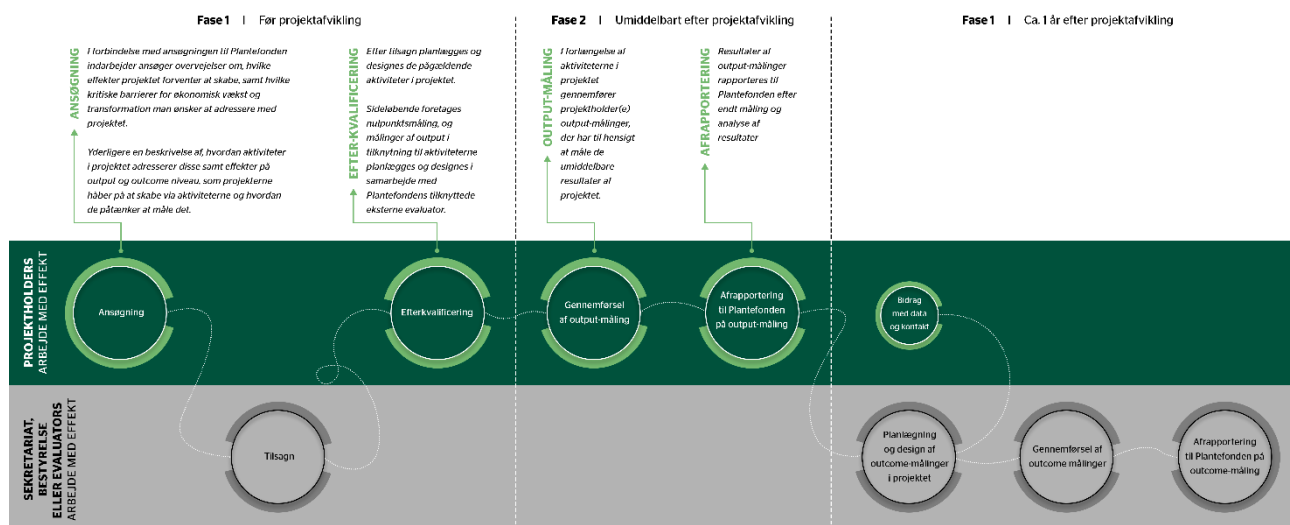 Fase 1 I Før projektafvikling
Fase 2 I Umiddelbart efter projektafvikling
Fase 1 I Ca. 1 år efter projektafvikling
ANSØGNING
I forbindelse med ansøgningen til Plantefonden
indarbejder ansøger overvejelser om, hvilke
effekter projektet forventer at skabe, samt hvilke
kritiske barrierer for økonomisk vækst og
transformation man ønsker at adressere med
projektet.
Yderligere en beskrivelse af, hvordan aktiviteter
i projektet adresserer disse samt effekter på
output og outcome niveau, som projekterne
håber på at skabe via aktiviteterne og hvordan
de påtænker at måle det.
EFTER-KVALIFICERING
Efter tilsagn planlægges og
designes de pågældende
aktiviteter i projektet.
Sideløbende foretages
nulpunktsmåling, og
målinger af output i
tilknytning til aktiviteterne
planlægges og designes i
samarbejde med
Plantefondens tilknyttede
eksterne evaluator.
OUTPUT-MÅLING
I forlængelse af
aktiviteterne i
projektet
gennemfører
projektholder(e)
output-målinger,
der har til hensigt
at måle de
umiddelbare
resultater af
projektet.
AFRAPPORTERING
Resultater af
output-målinger
rapporteres til
Plantefonden efter
endt måling og
analyse af
resultater
PROJEKTHOLDERS
ARBEJDE MED EFFEKT
Ansøgning
Efterkvalificering
Gennemførsel
af output-måling
Afrapportering
til Plantefonden
på output-måling
Bidrag
med data
og kontakt
SEKRETARIAT,
BESTYRELSE
ELLER EVALUATORS
ARBEJDE MED EFFEKT
Tilsagn
Planlægning
og design af
outcome-målinger
i projektet
Gennemførsel af
outcome målinger
Afrapportering
til Plantefonden på
outcome-måling